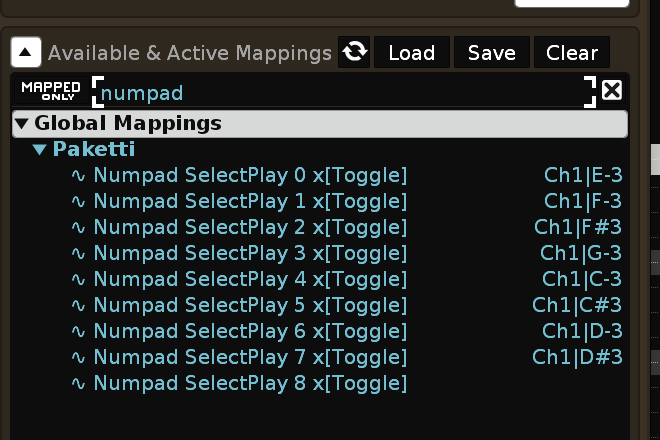 Available & Active Mappings Load Save Clear
MAPPED ONLY numpad
Global Mappings
Paketti
Numpad SelectPlay 0 x[Toggle] Ch1|E-3
Numpad SelectPlay 1 x[Toggle] Ch1|F-3
Numpad SelectPlay 2 x[Toggle] Ch1|F#3
Numpad SelectPlay 3 x[Toggle] Ch1|G-3
Numpad SelectPlay 4 x[Toggle] Ch1|C-3
Numpad SelectPlay 5 x[Toggle] Ch1|C#3
Numpad SelectPlay 6 x[Toggle] Ch1|D-3
Numpad SelectPlay 7 x[Toggle] Ch1|D#3
Numpad SelectPlay 8 x[Toggle]